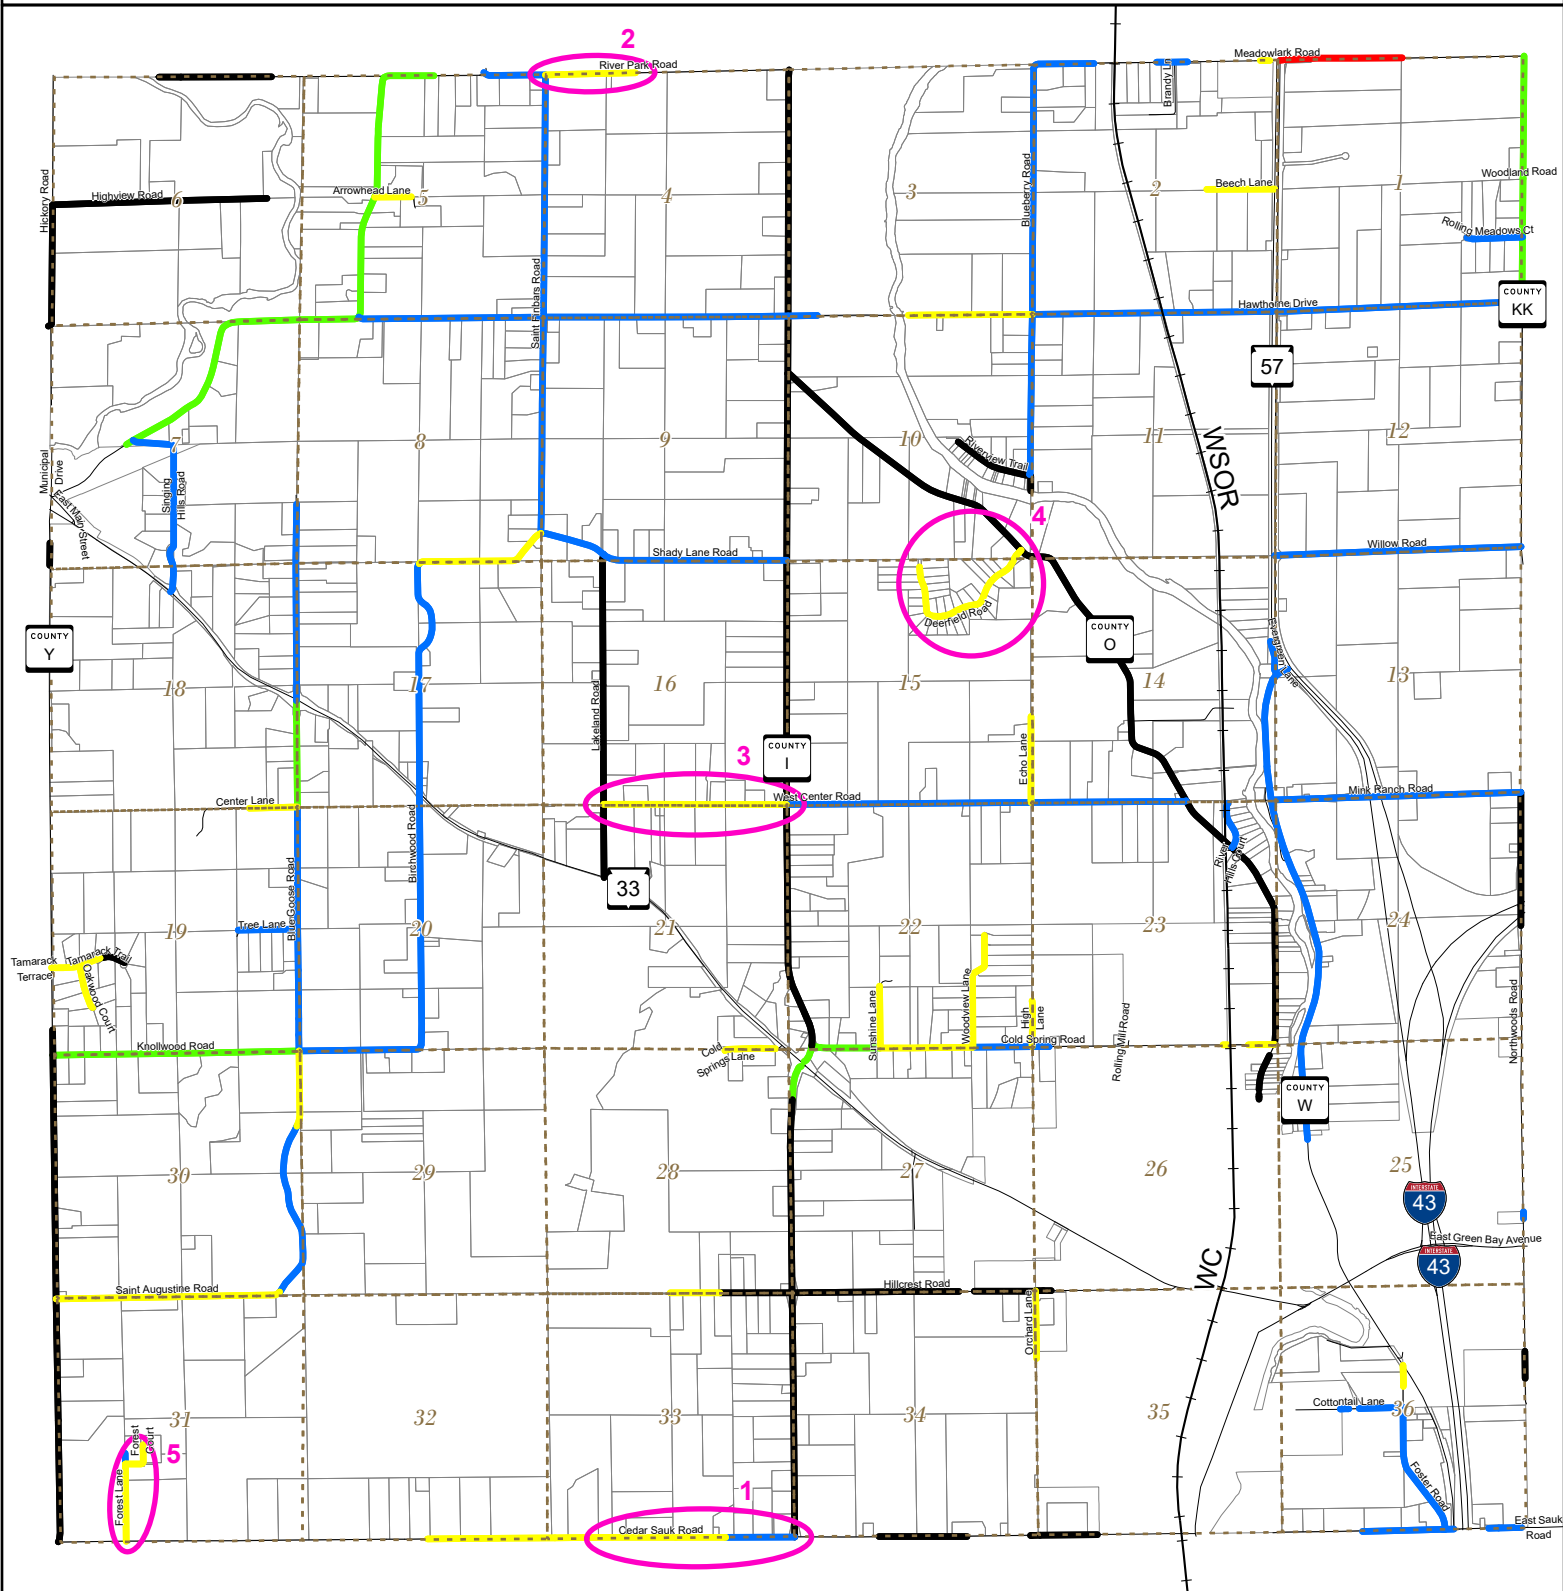 2
River Park Road
Meadowlark Road
Brandy Ln
Hickory Road
Highview Road
6
Arrowhead Lane
5
4
3
Blueberry Road
2
Beech Lane
1
Woodland Road
Rolling Meadows Ct
Saint Finbars Road
Hawthorne Drive
COUNTY
KK
57
Municipal
Drive
East Main Street
7
Singing
Hills Road
8
9
10
Riverview Trail
11
WSOR
12
4
Shady Lane Road
Willow Road
COUNTY
Y
Deerfield Road
COUNTY
O
Evergreen Lane
18
17
16
15
14
13
Lakeland Road
3
COUNTY
I
Echo Lane
Center Lane
West Center Road
Mink Ranch Road
Birchwood Road
Blue Goose Road
River
Hills Court
33
19
Tree Lane
20
21
22
23
24
Tamarack
Terrace
Tamarack Trail
Oakwood Court
Knollwood Road
Cold
Springs Lane
Sunshine Lane
Woodview Lane
High
Lane
Cold Spring Road
Rolling Mill Road
Northwoods Road
COUNTY
W
30
29
28
27
26
25
INTERSTATE
43
East Green Bay Avenue
INTERSTATE
43
WC
Saint Augustine Road
Hillcrest Road
Orchard Lane
31
32
33
34
35
36
Cottontail Lane
Forest
Court
5
Forest Lane
Foster Road
1
Cedar Sauk Road
East Sauk
Road